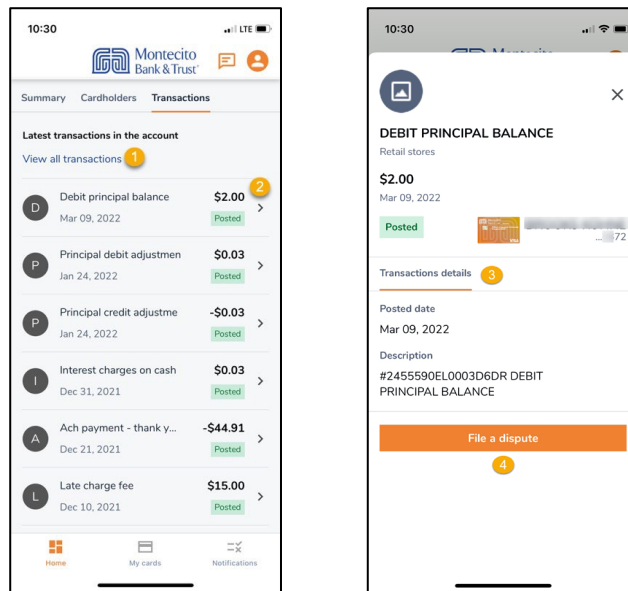 10:30
LTE
Montecito
Bank & Trust
Summary Cardholders Transactions
Latest transactions in the account
View all transactions 1
2
D Debit principal balance $2.00
Mar 09, 2022 Posted
P Principal debit adjustmen $0.03
Jan 24, 2022 Posted
P Principal credit adjustme -$0.03
Jan 24, 2022 Posted
I Interest charges on cash $0.03
Dec 31, 2021 Posted
A Ach payment - thank y... -$44.91
Dec 21, 2021 Posted
L Late charge fee $15.00
Dec 10, 2021 Posted
Home My cards Notifications
10:30
DEBIT PRINCIPAL BALANCE
Retail stores
$2.00
Mar 09, 2022
Posted
VISA
72
Transactions details 3
Posted date
Mar 09, 2022
Description
#2455590EL0003D6DR DEBIT
PRINCIPAL BALANCE
File a dispute
4